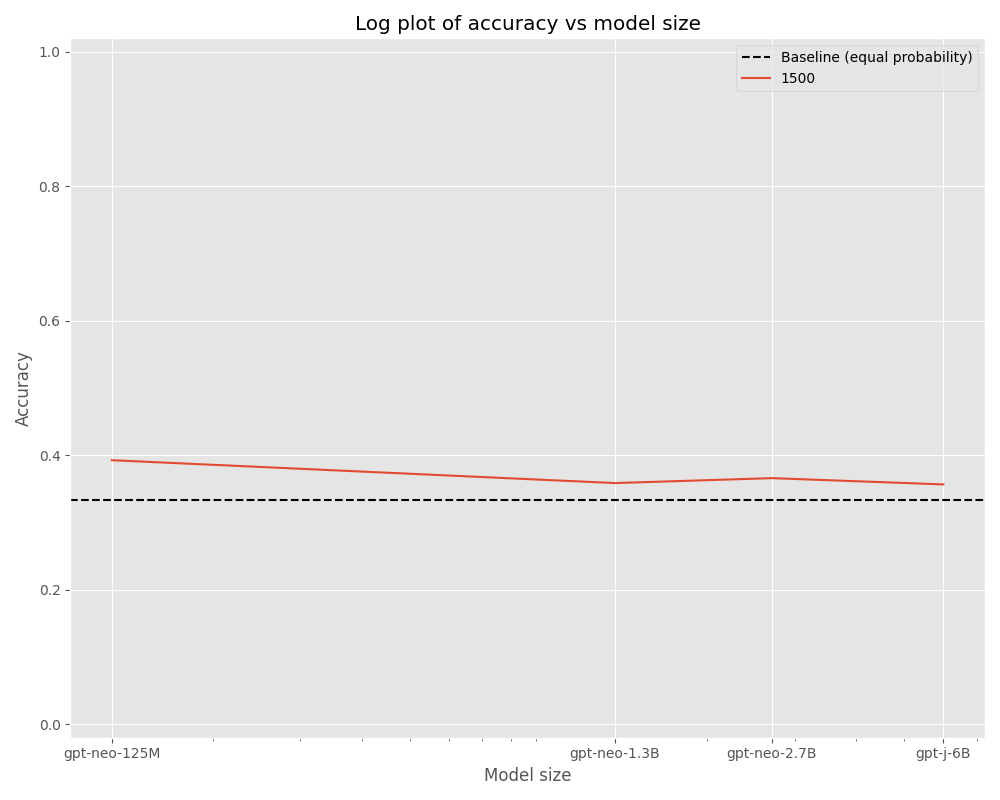 Log plot of accuracy vs model size
Baseline (equal probability)
1500
1.0
0.8
0.6
0.4
0.2
0.0
Accuracy
gpt-neo-125M
gpt-neo-1.3B
gpt-neo-2.7B
gpt-j-6B
Model size